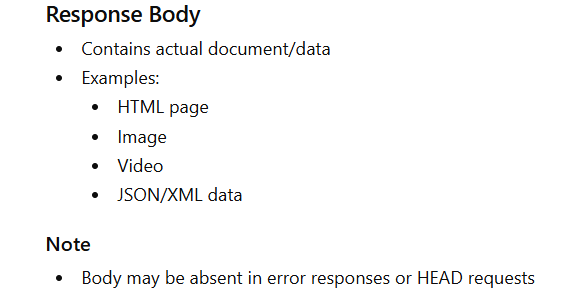 Response Body
• Contains actual document/data
• Examples:
• HTML page
• Image
• Video
• JSON/XML data
Note
• Body may be absent in error responses or HEAD requests